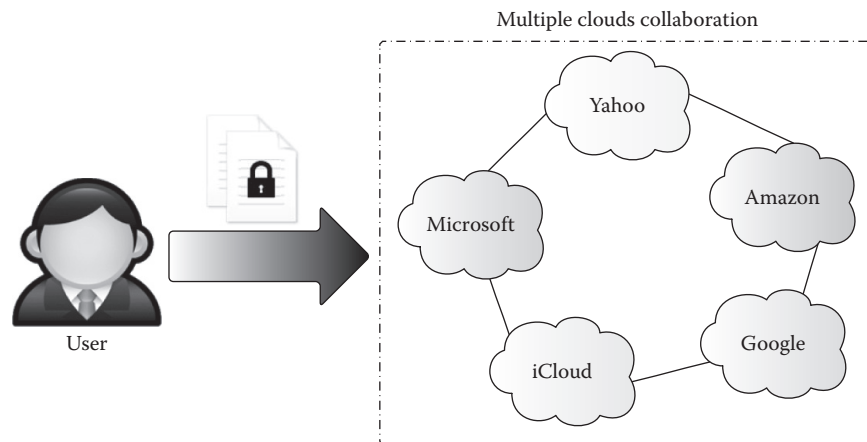 Multiple clouds collaboration
Yahoo
Amazon
Microsoft
Google
iCloud
User